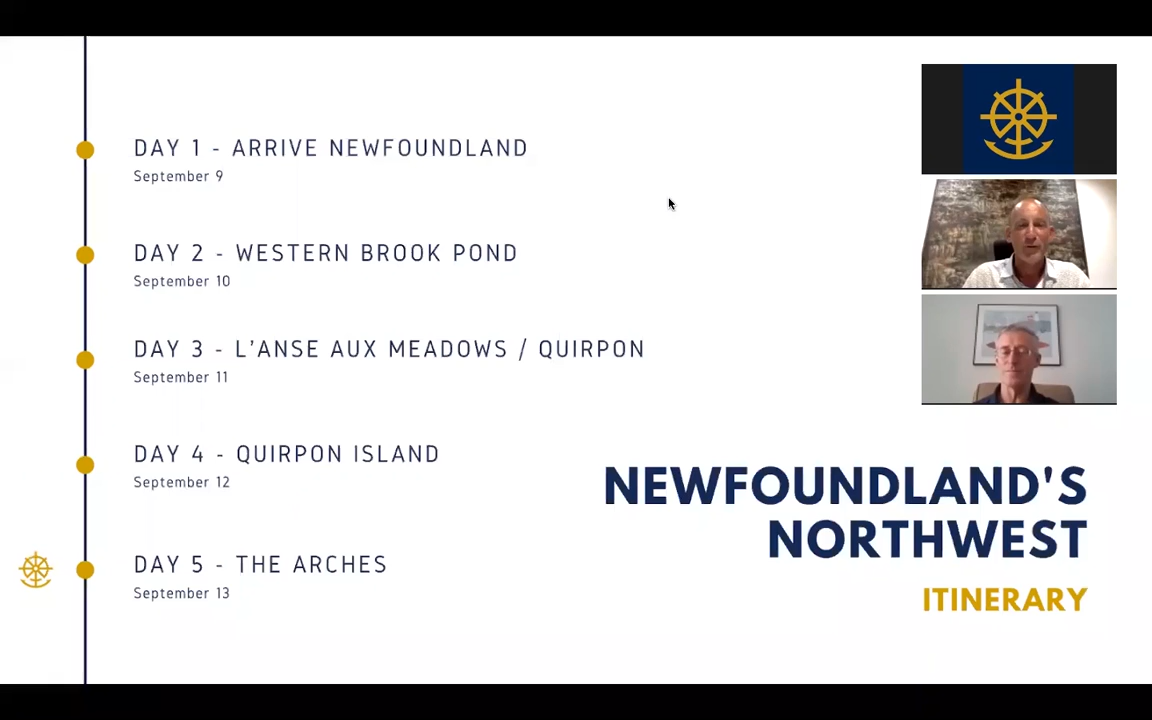 DAY 1 - ARRIVE NEWFOUNDLAND
September 9
DAY 2 - WESTERN BROOK POND
September 10
DAY 3 - L’ANSE AUX MEADOWS / QUIRPON
September 11
DAY 4 - QUIRPON ISLAND
September 12
DAY 5 - THE ARCHES
September 13
NEWFOUNDLAND'S
NORTHWEST
ITINERARY